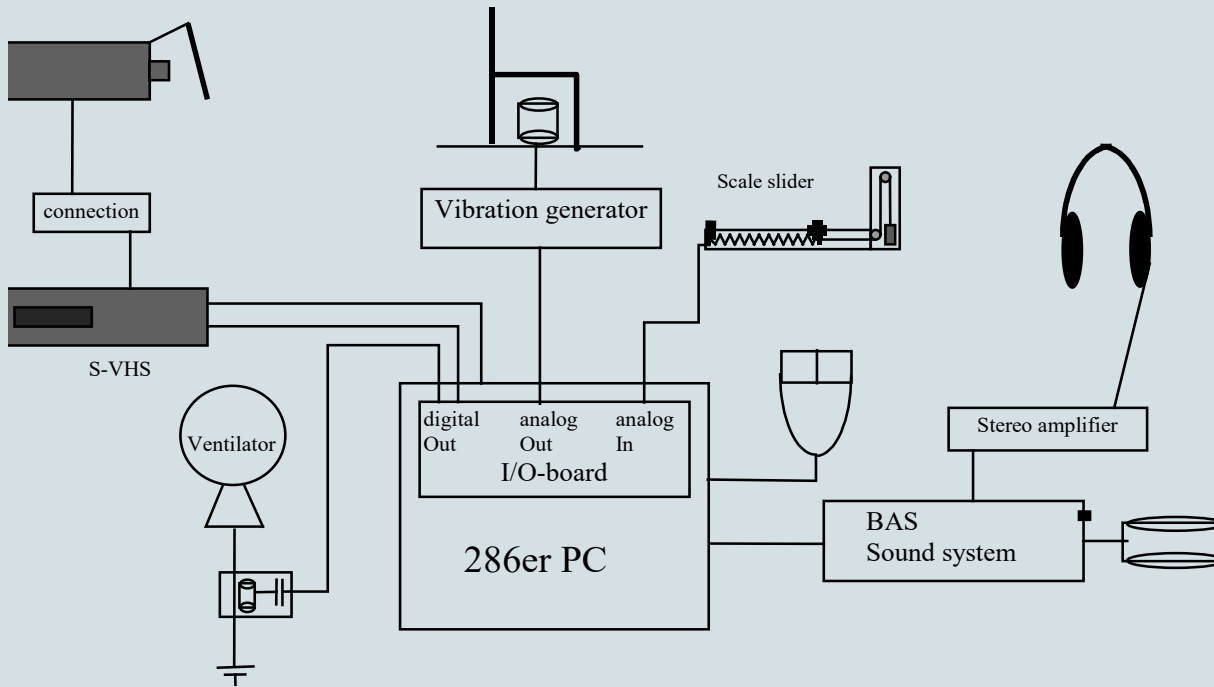 Scale slider
connection
Vibration generator
S-VHS
Ventilator
digital
Out
analog
Out
analog
In
I/O-board
286er PC
Stereo amplifier
BAS
Sound system